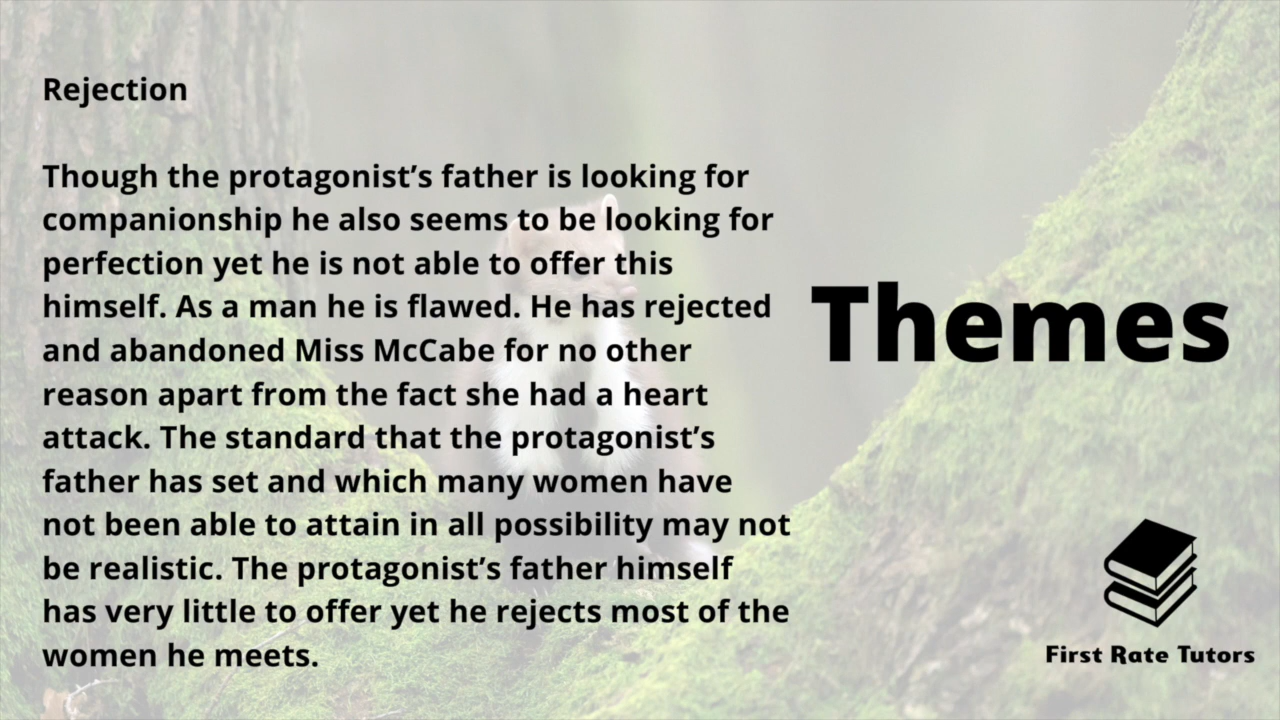 Rejection
Though the protagonist’s father is looking for
companionship he also seems to be looking for
perfection yet he is not able to offer this
himself. As a man he is flawed. He has rejected
and abandoned Miss McCabe for no other
reason apart from the fact she had a heart
attack. The standard that the protagonist’s
father has set and which many women have
not been able to attain in all possibility may not
be realistic. The protagonist’s father himself
has very little to offer yet he rejects most of the
women he meets.
Themes
First Rate Tutors